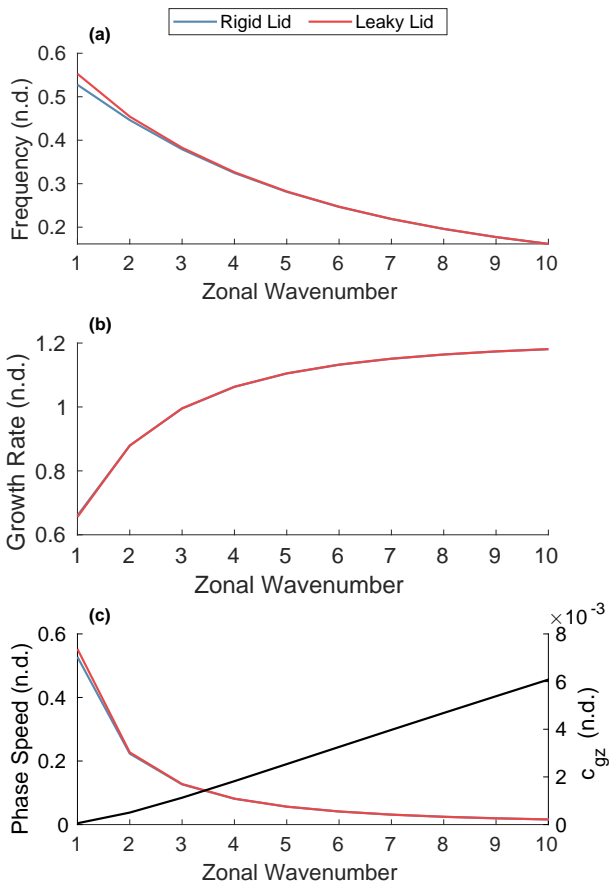 Rigid Lid Leaky Lid
(a)
Frequency (n.d.)
0.6
0.5
0.4
0.3
0.2
1 2 3 4 5 6 7 8 9 10
Zonal Wavenumber
(b)
Growth Rate (n.d.)
1.2
1
0.8
0.6
1 2 3 4 5 6 7 8 9 10
Zonal Wavenumber
(c)
×10⁻³
Phase Speed (n.d.)
0.6
0.4
0.2
0
8
6
4
2
0
c_gz (n.d.)
1 2 3 4 5 6 7 8 9 10
Zonal Wavenumber